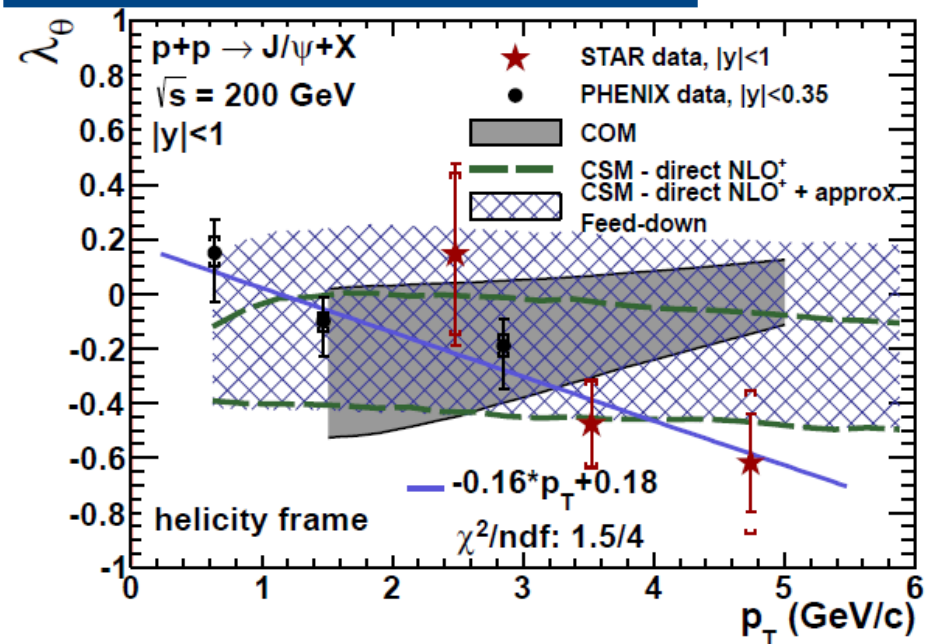 λθ
1
0.8
0.6
0.4
0.2
0
-0.2
-0.4
-0.6
-0.8
-1
p+p → J/ψ+X
√s = 200 GeV
|y|<1
STAR data, |y|<1
PHENIX data, |y|<0.35
COM
CSM - direct NLO⁺
CSM - direct NLO⁺ + approx.
Feed-down
-0.16*p_T+0.18
χ²/ndf: 1.5/4
helicity frame
0 1 2 3 4 5 6
p_T (GeV/c)